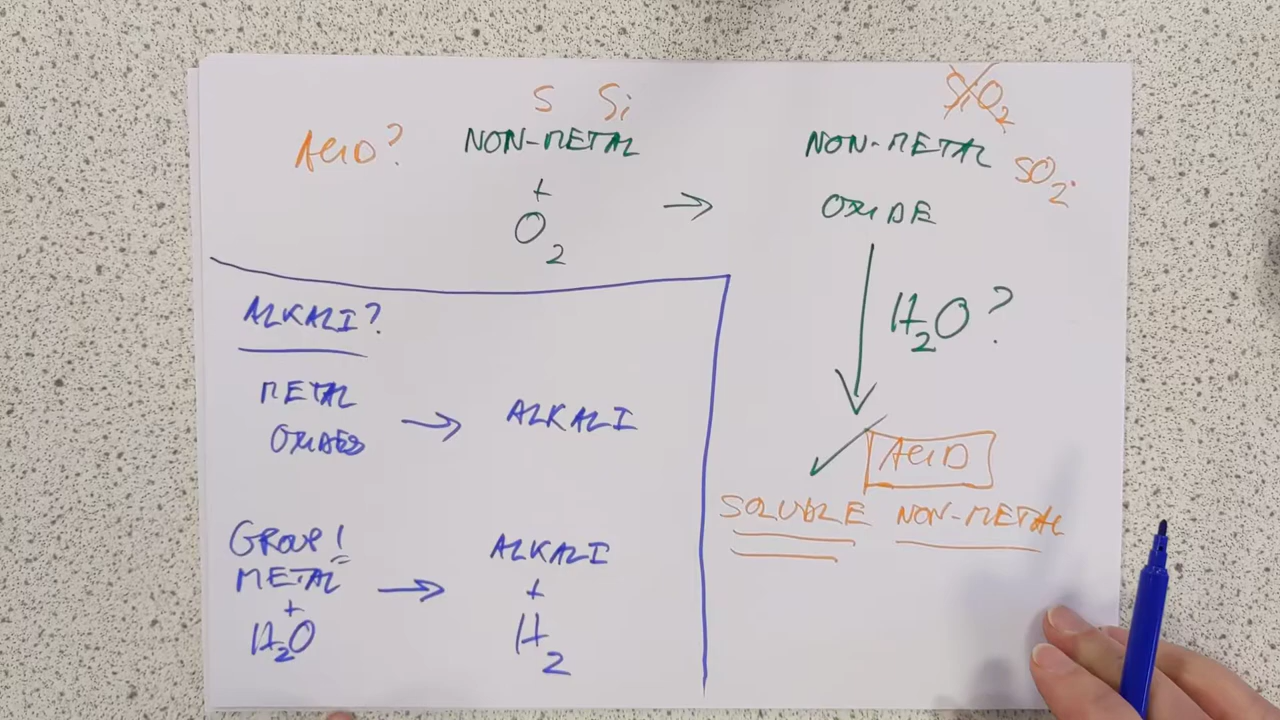 S Si
SiO2
ACID?
NON-METAL
+
O2
→
NON-METAL
OXIDE
SO2
H2O?
ACID
SOLUBLE NON-METAL
ALKALI?
METAL
OXIDES
→
ALKALI
GROUP 1
METAL
+
H2O
→
ALKALI
+
H2